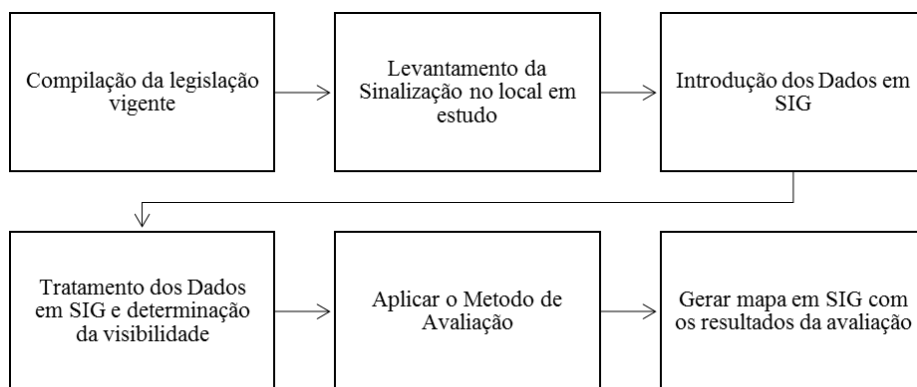 Compilação da legislação
vigente
Levantamento da
Sinalização no local em
estudo
Introdução dos Dados em
SIG
Tratamento dos Dados
em SIG e determinação
da visibilidade
Aplicar o Metodo de
Avaliação
Gerar mapa em SIG com
os resultados da avaliação